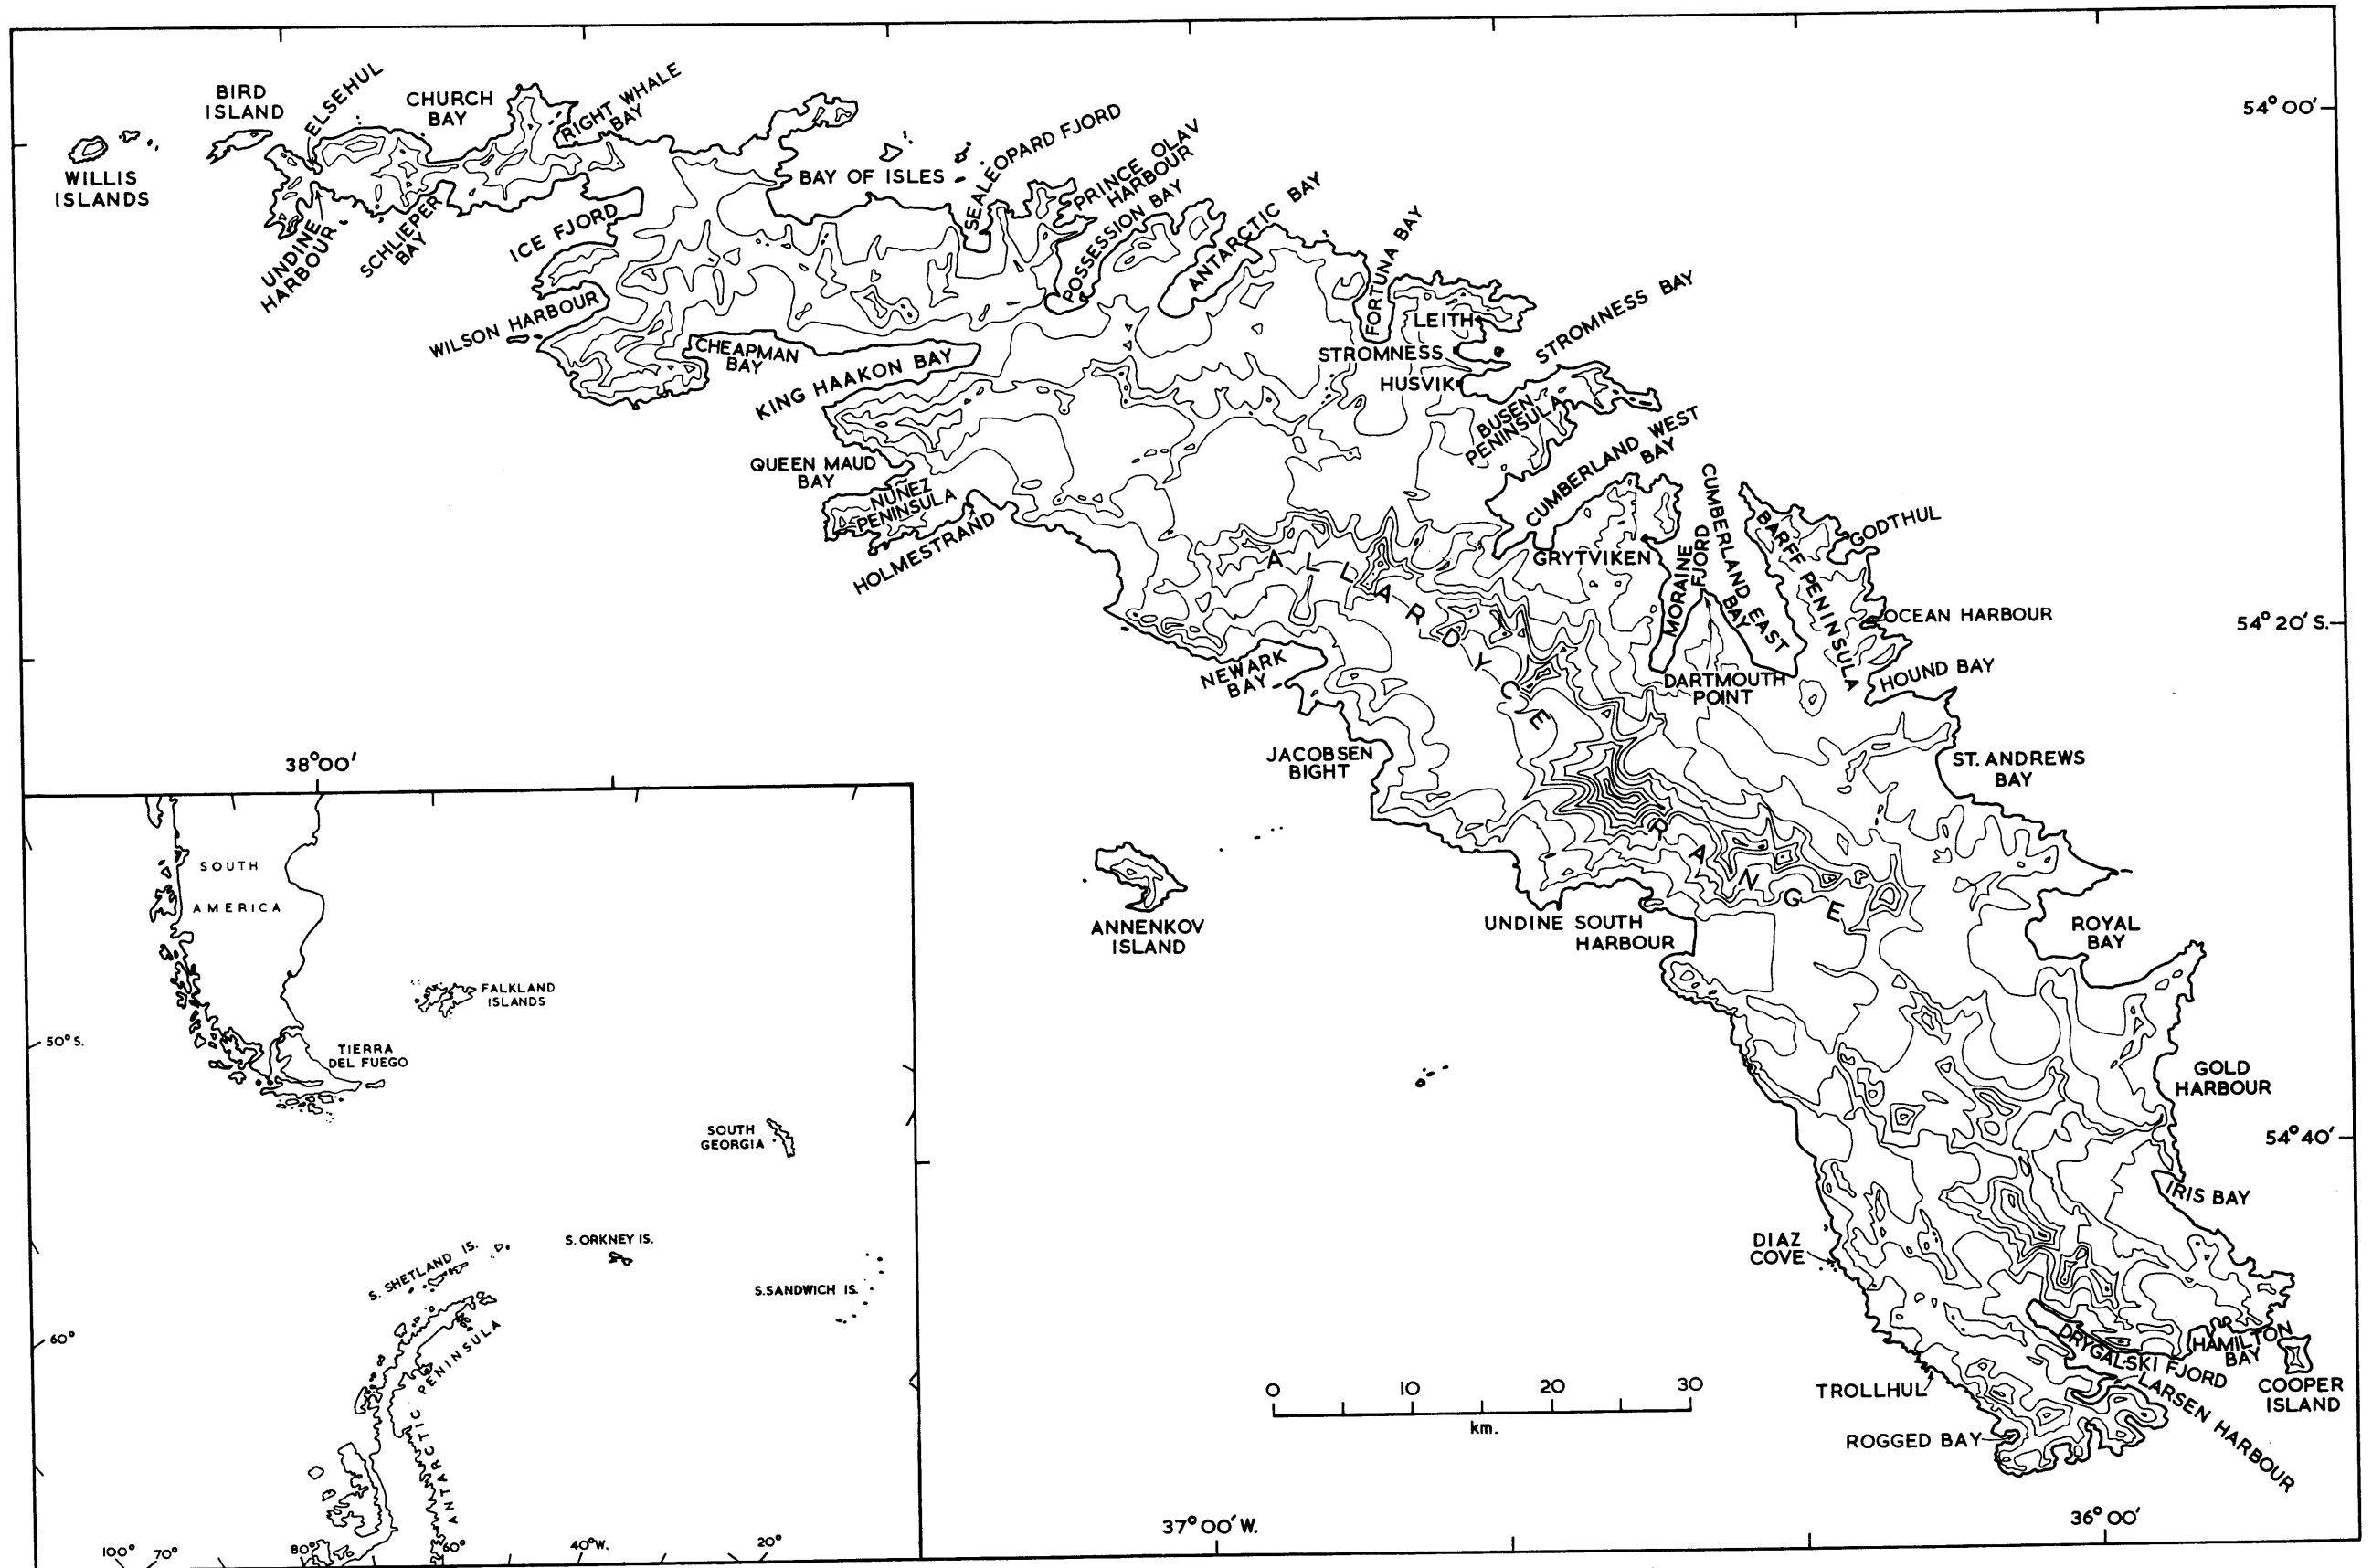 54°00'
BIRD
ISLAND
ELSEHUL
CHURCH
BAY
RIGHT WHALE
BAY
WILLIS
ISLANDS
UNDINE
HARBOUR
SCHLIEPER
BAY
ICE FJORD
WILSON HARBOUR
BAY OF ISLES
SEALEOPARD FJORD
PRINCE OLAV
HARBOUR
POSSESSION BAY
ANTARCTIC BAY
FORTUNA BAY
LEITH
STROMNESS
HUSVIK
STROMNESS BAY
BUSEN
PENINSULA
CHEAPMAN
BAY
KING HAAKON BAY
QUEEN MAUD
BAY
NUÑEZ
PENINSULA
HOLMESTRAND
CUMBERLAND WEST
BAY
GRYTVIKEN
MORAINE
FJORD
CUMBERLAND EAST
BAY
BARFF PENINSULA
GODTHUL
OCEAN HARBOUR
54°20'S.
HOUND BAY
DARTMOUTH
POINT
ALLARDYCE RANGE
NEWARK
BAY
JACOBSEN
BIGHT
ST. ANDREWS
BAY
ANNENKOV
ISLAND
UNDINE SOUTH
HARBOUR
ROYAL
BAY
GOLD
HARBOUR
54°40'
IRIS BAY
DIAZ
COVE
DRYGALSKI FJORD
HAMILTON
BAY
COOPER
ISLAND
LARSEN HARBOUR
TROLLHUL
ROGGED BAY
0 10 20 30
km.
37°00'W.
36°00'
38°00'
SOUTH
AMERICA
FALKLAND
ISLANDS
50°S.
TIERRA
DEL FUEGO
SOUTH
GEORGIA
S. ORKNEY IS.
S. SHETLAND IS.
S.SANDWICH IS.
60°
ANTARCTIC PENINSULA
100° 70° 80° 60° 40°W. 20°